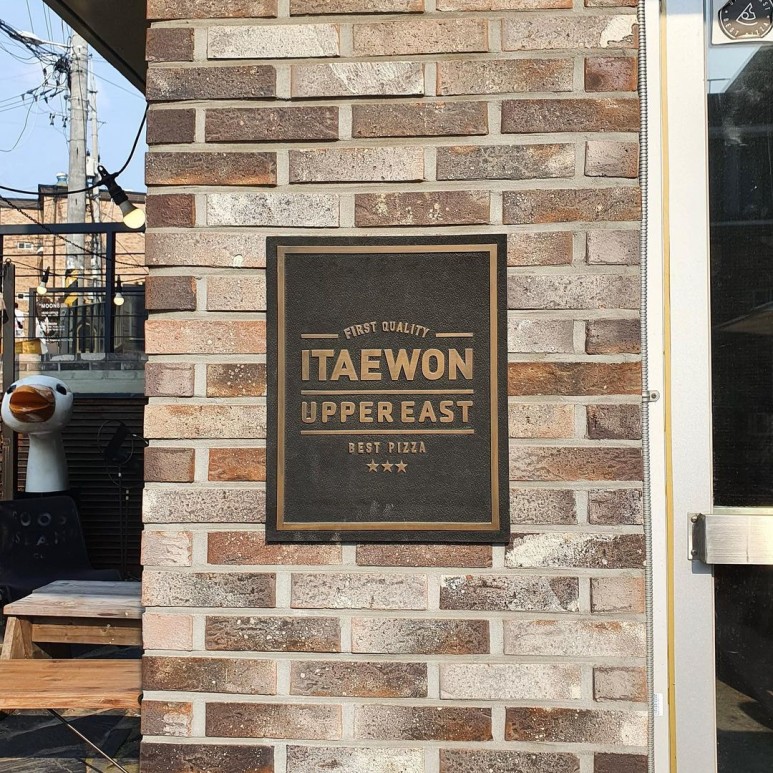 FIRST QUALITY
ITAEWON
UPPER EAST
BEST PIZZA